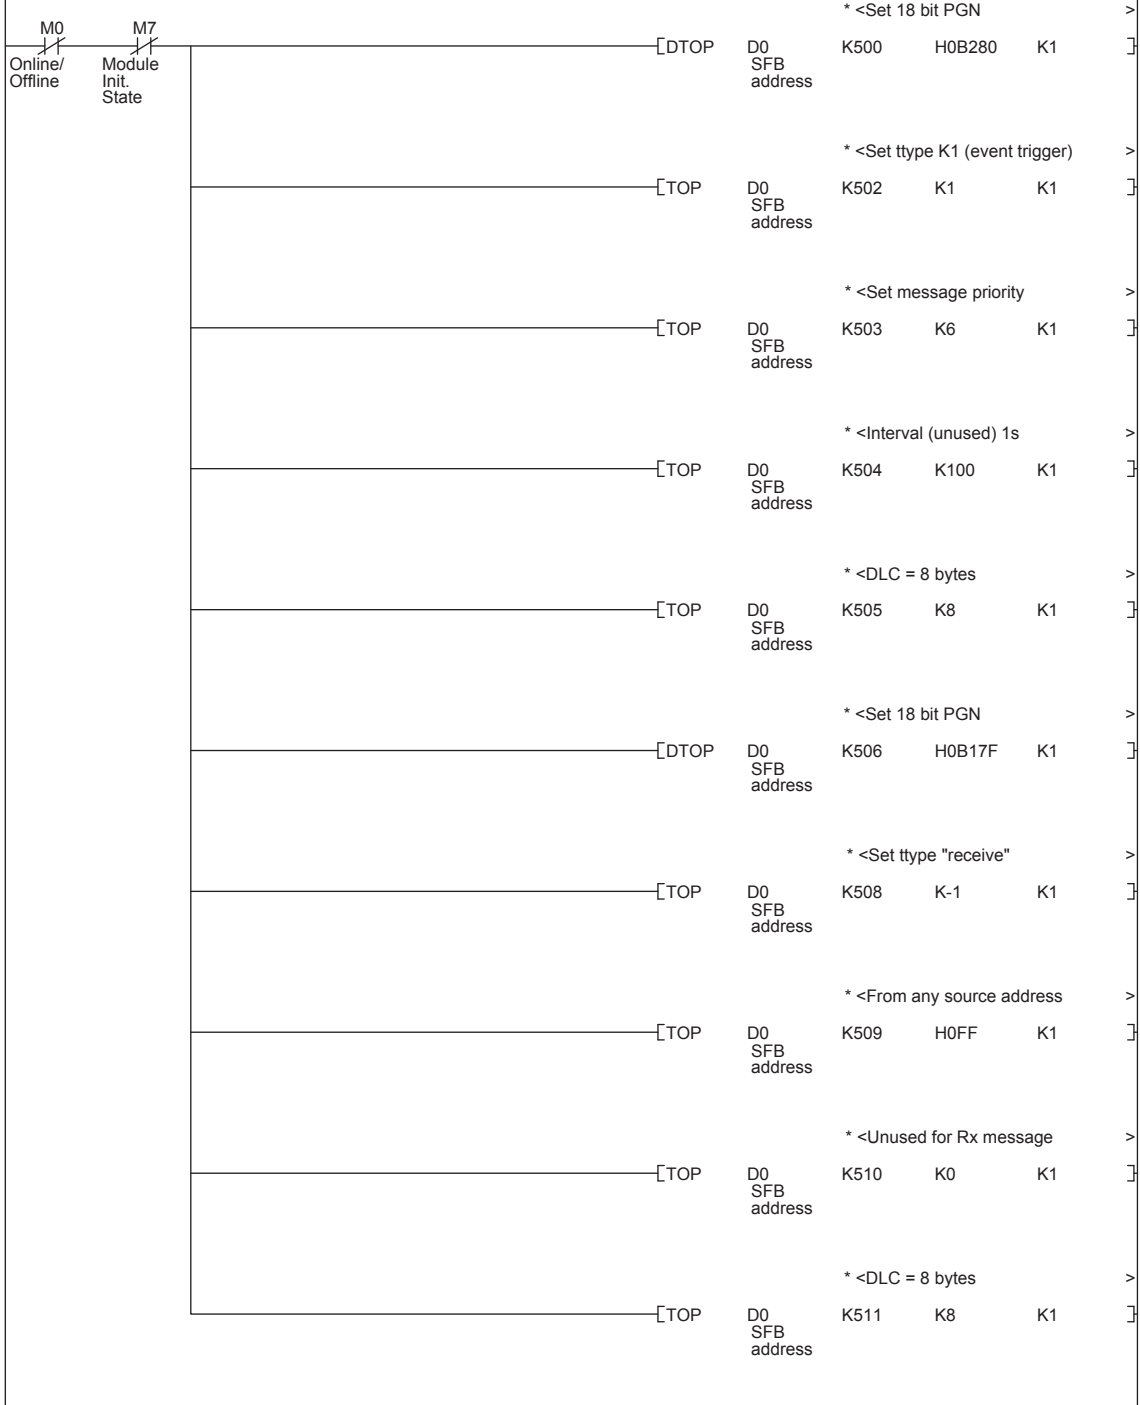 * <Set 18 bit PGN >
M0 M7
[DTOP D0 K500 H0B280 K1 ]
Online/ Module SFB
Offline Init. address
State
* <Set ttype K1 (event trigger) >
[TOP D0 K502 K1 K1 ]
SFB
address
* <Set message priority >
[TOP D0 K503 K6 K1 ]
SFB
address
* <Interval (unused) 1s >
[TOP D0 K504 K100 K1 ]
SFB
address
* <DLC = 8 bytes >
[TOP D0 K505 K8 K1 ]
SFB
address
* <Set 18 bit PGN >
[DTOP D0 K506 H0B17F K1 ]
SFB
address
* <Set ttype "receive" >
[TOP D0 K508 K-1 K1 ]
SFB
address
* <From any source address >
[TOP D0 K509 H0FF K1 ]
SFB
address
* <Unused for Rx message >
[TOP D0 K510 K0 K1 ]
SFB
address
* <DLC = 8 bytes >
[TOP D0 K511 K8 K1 ]
SFB
address